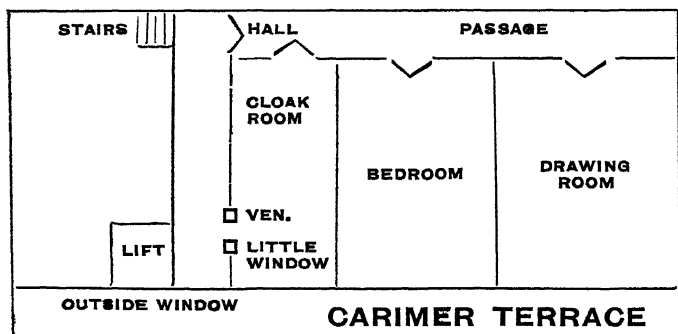 STAIRS HALL PASSAGE
CLOAK
ROOM
BEDROOM
DRAWING
ROOM
VEN.
LIFT
LITTLE
WINDOW
OUTSIDE WINDOW
CARIMER TERRACE